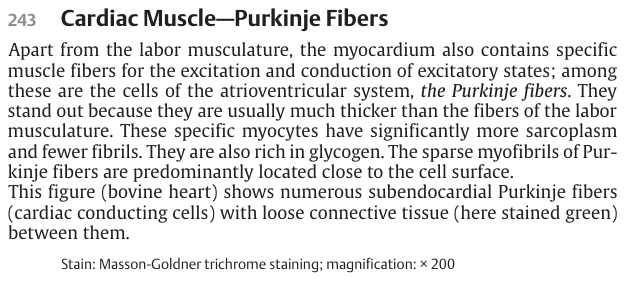 243 Cardiac Muscle—Purkinje Fibers
Apart from the labor musculature, the myocardium also contains specific
muscle fibers for the excitation and conduction of excitatory states; among
these are the cells of the atrioventricular system, the Purkinje fibers. They
stand out because they are usually much thicker than the fibers of the labor
musculature. These specific myocytes have significantly more sarcoplasm
and fewer fibrils. They are also rich in glycogen. The sparse myofibrils of Pur-
kinje fibers are predominantly located close to the cell surface.
This figure (bovine heart) shows numerous subendocardial Purkinje fibers
(cardiac conducting cells) with loose connective tissue (here stained green)
between them.
Stain: Masson-Goldner trichrome staining; magnification: × 200